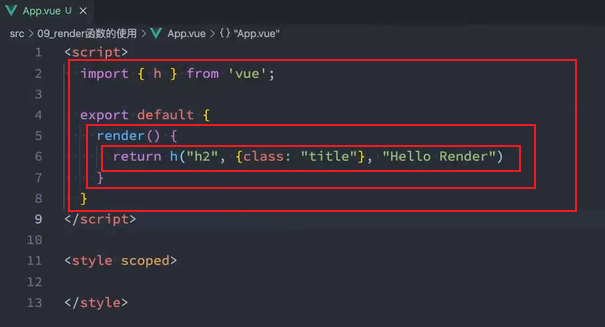 App.vue U ×
src > 09_render函数的使用 > App.vue > {} "App.vue"
1 <script>
2 import { h } from 'vue';
3
4 export default {
5 render() {
6 return h("h2", {class: "title"}, "Hello Render")
7 }
8 }
9 </script>
10
11 <style scoped>
12
13 </style>